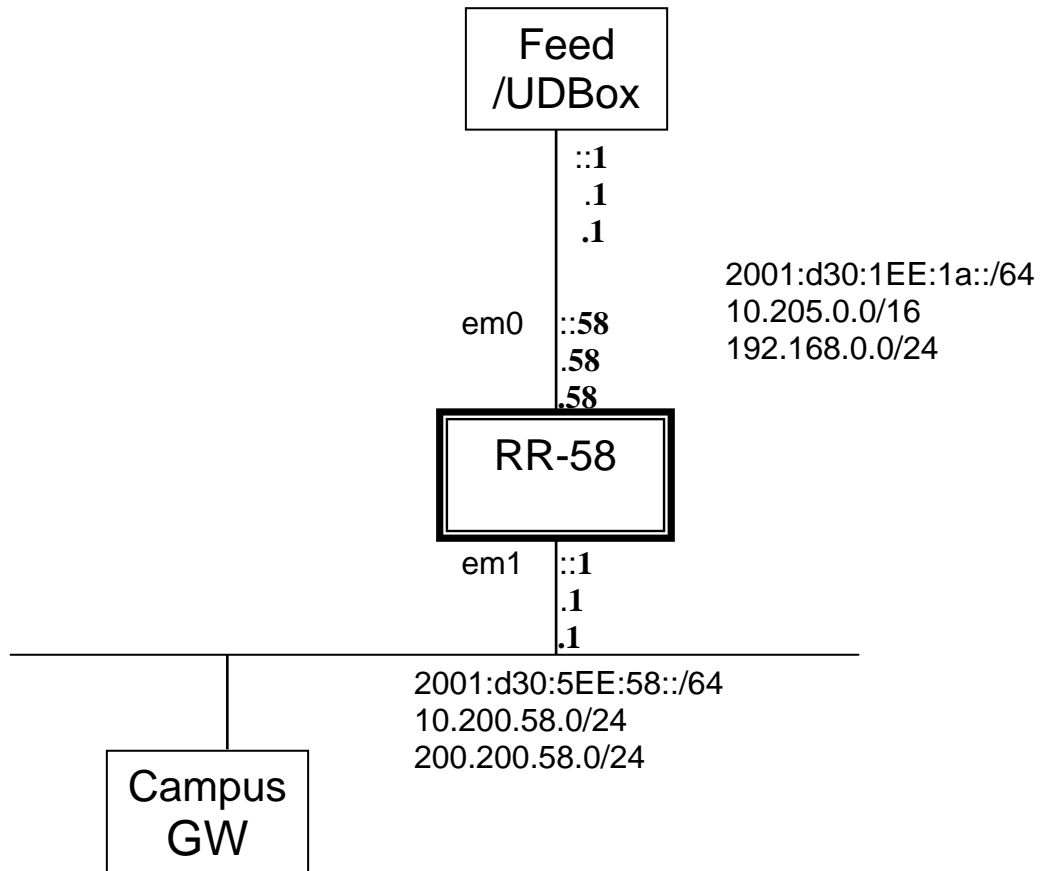 Feed
/UDBox
::1
.1
.1
2001:d30:1EE:1a::/64
10.205.0.0/16
192.168.0.0/24
em0
::58
.58
.58
RR-58
em1
::1
.1
.1
2001:d30:5EE:58::/64
10.200.58.0/24
200.200.58.0/24
Campus
GW